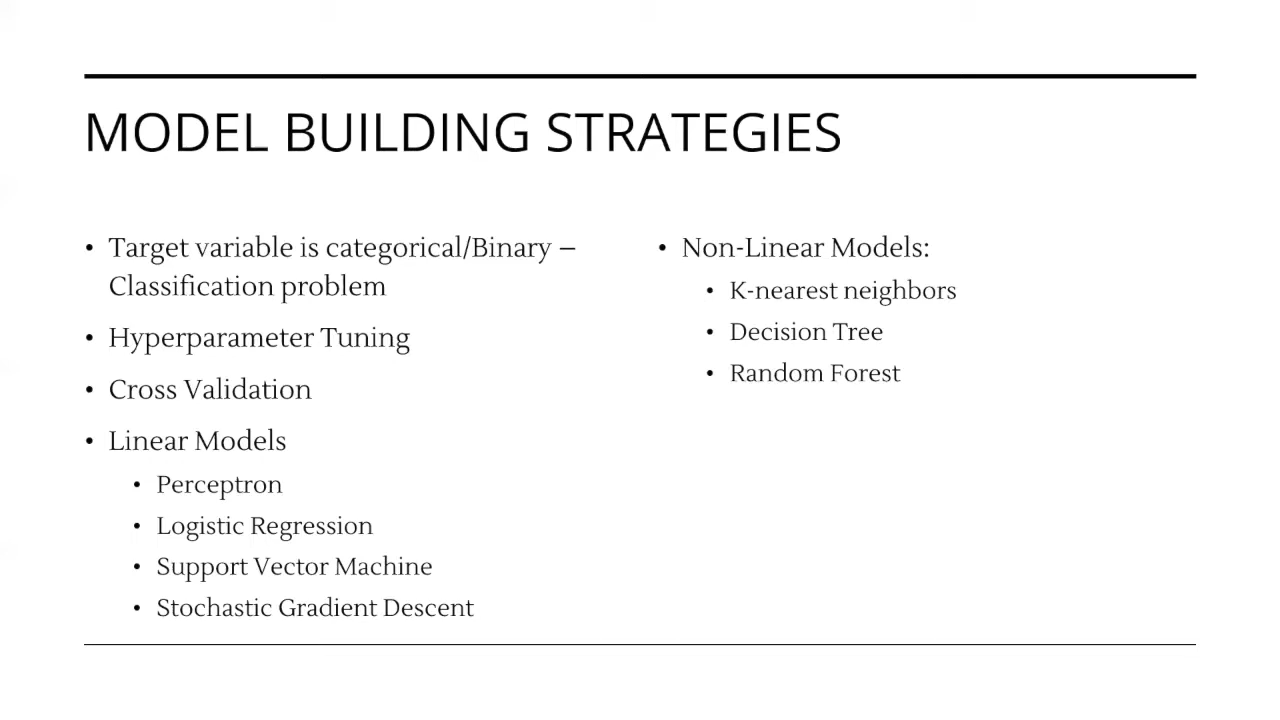 MODEL BUILDING STRATEGIES
• Target variable is categorical/Binary –
Classification problem
• Hyperparameter Tuning
• Cross Validation
• Linear Models
• Perceptron
• Logistic Regression
• Support Vector Machine
• Stochastic Gradient Descent
• Non-Linear Models:
• K-nearest neighbors
• Decision Tree
• Random Forest